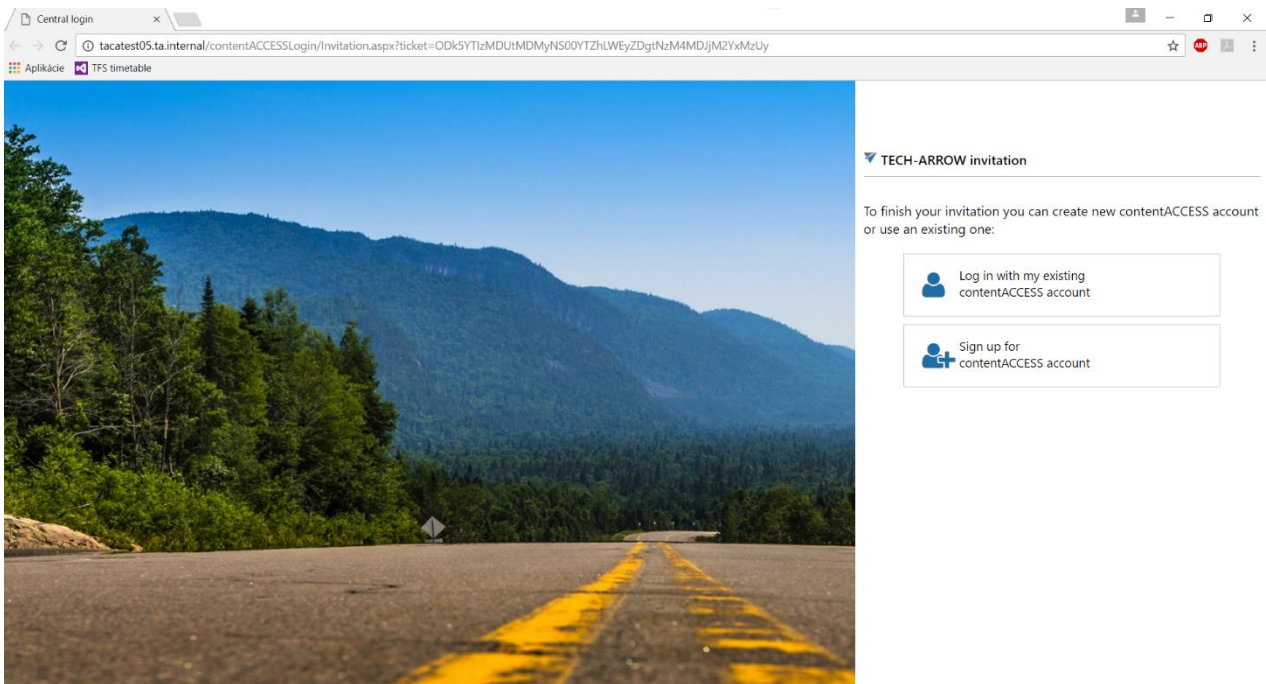 Central login
tacatest05.ta.internal/contentACCESSLogin/Invitation.aspx?ticket=ODk5YTIzMDUtMDMyNS00YTZhLWEyZDgtNzM4MDJjM2YxMzUy
ABP
Aplikácie TFS timetable
TECH-ARROW invitation
To finish your invitation you can create new contentACCESS account
or use an existing one:
Log in with my existing
contentACCESS account
Sign up for
contentACCESS account